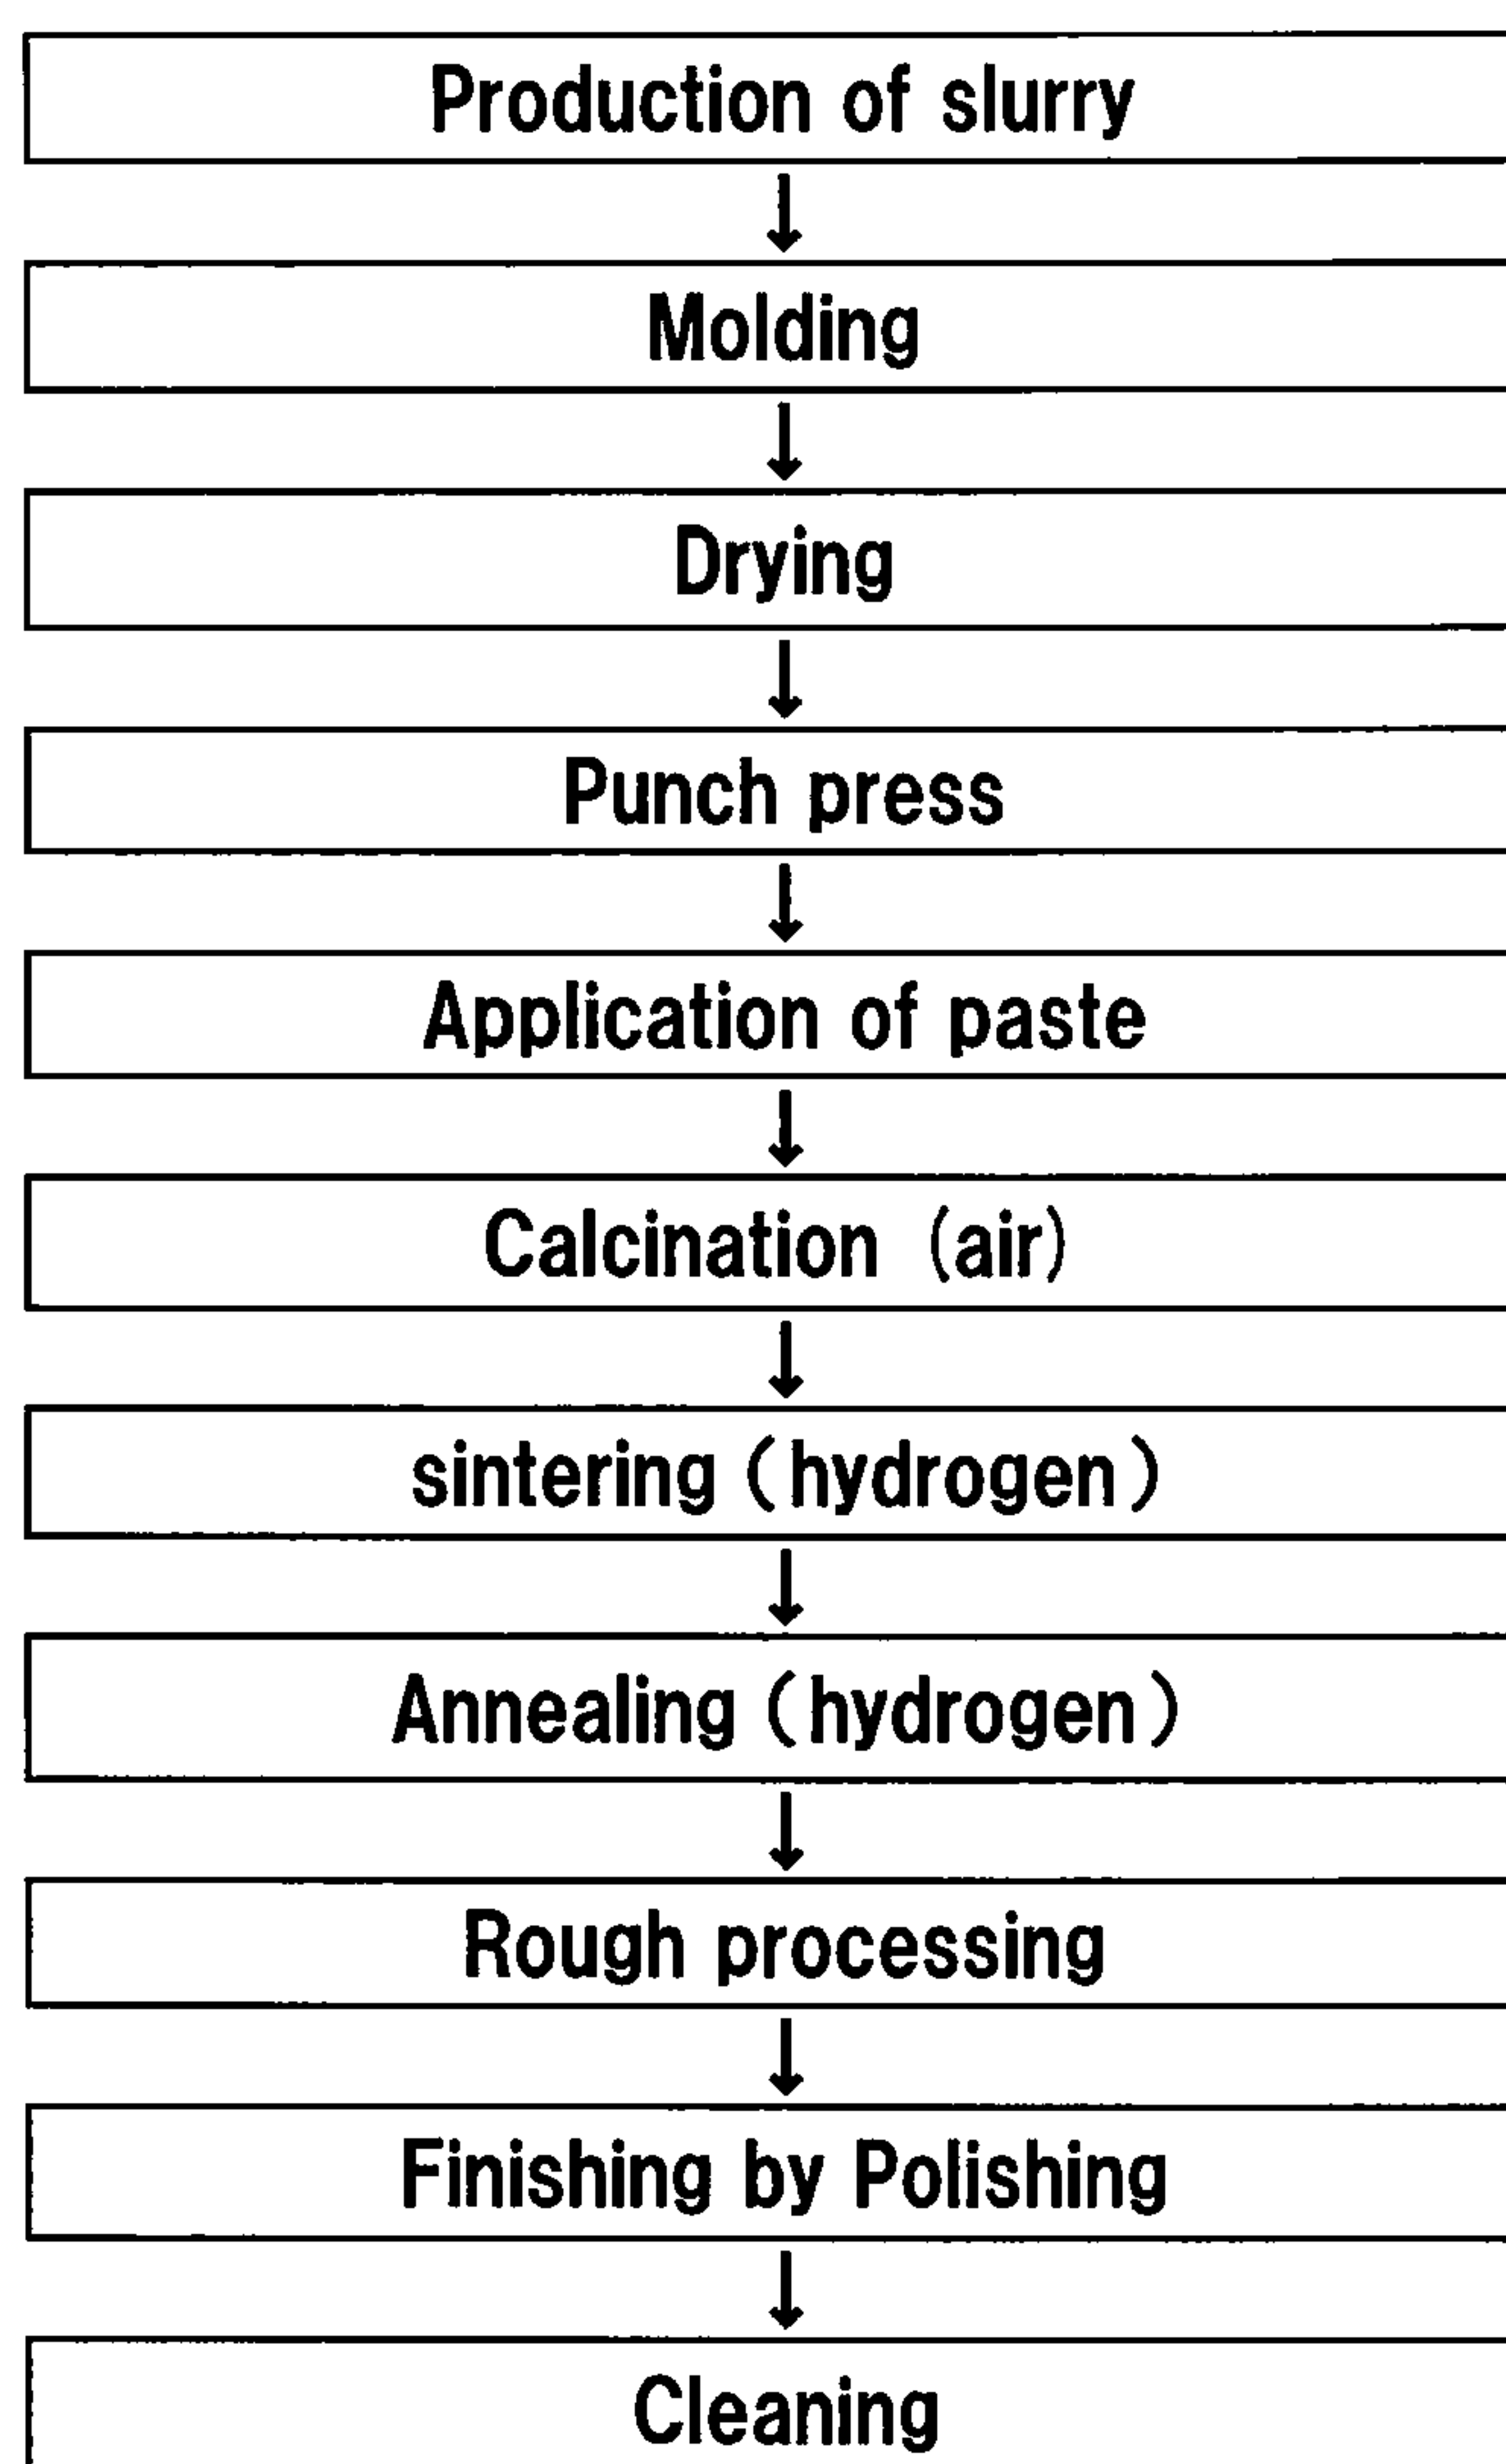 Production of slurry
Molding
Drying
Punch press
Application of paste
Calcination (air)
sintering (hydrogen)
Annealing (hydrogen)
Rough processing
Finishing by Polishing
Cleaning